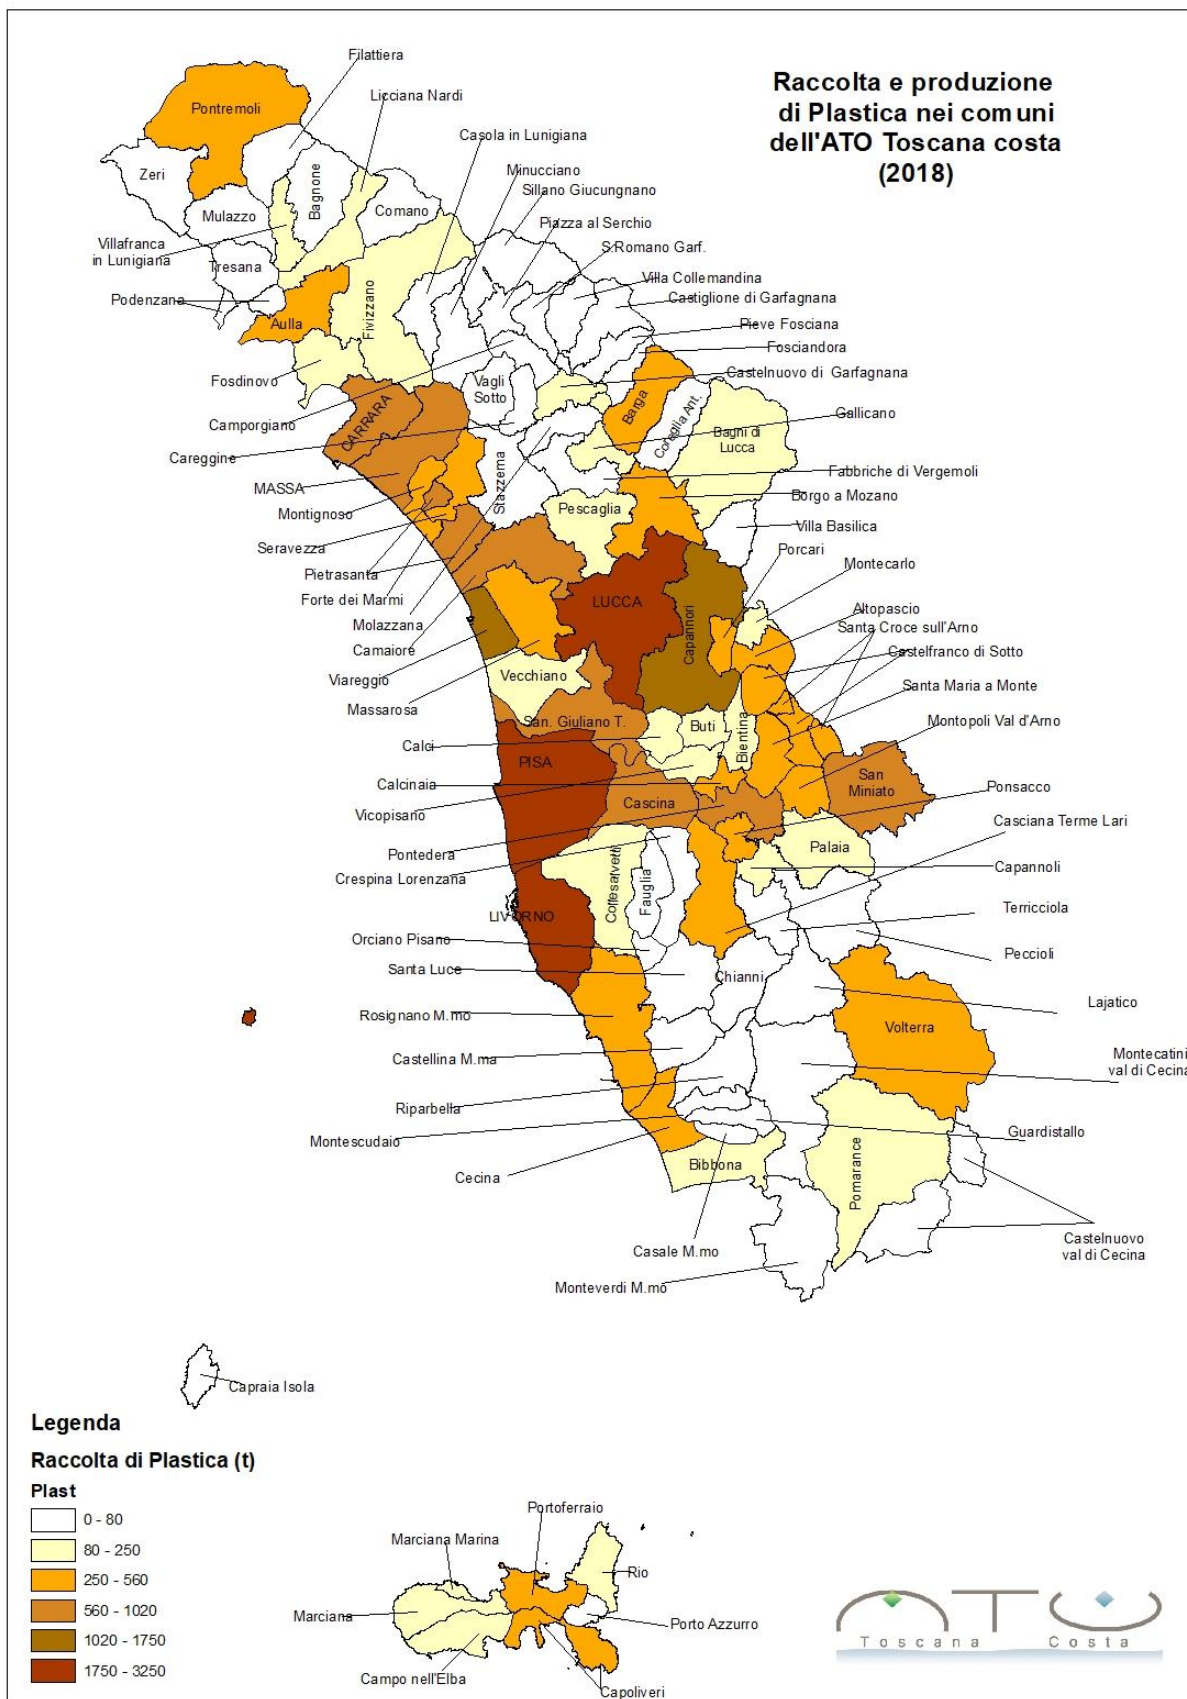 Raccolta e produzione
di Plastica nei comuni
dell'ATO Toscana costa
(2018)
Filattiera
Licciana Nardi
Pontremoli
Casola in Lunigiana
Minucciano
Sillano Giucungnano
Zeri
Bagnone
Comano
Piazza al Serchio
Mulazzo
S.Romano Garf.
Villafranca
in Lunigiana
Tresana
Villa Collemandina
Castiglione di Garfagnana
Podenzana
Aulla
Fivizzano
Pieve Fosciana
Fosciandora
Fosdinovo
Vagli
Sotto
Castelnuovo di Garfagnana
Barga
Coreglia Ant.
Gallicano
CARRARA
Camporgiano
Bagni di
Lucca
Careggine
Fabbriche di Vergemoli
MASSA
Stazzema
Borgo a Mozano
Montignoso
Pescaglia
Villa Basilica
Seravezza
Porcari
Pietrasanta
Montecarlo
Forte dei Marmi
LUCCA
Altopascio
Molazzana
Santa Croce sull'Arno
Camaiore
Capannori
Castelfranco di Sotto
Viareggio
Vecchiano
Santa Maria a Monte
Massarosa
San. Giuliano T.
Buti
Bientina
Montopoli Val d'Arno
Calci
PISA
San
Miniato
Calcinaia
Ponsacco
Vicopisano
Cascina
Casciana Terme Lari
Pontedera
Palaia
Crespina Lorenzana
Collesalvetti
Fauglia
Capannoli
LIVORNO
Terricciola
Orciano Pisano
Peccioli
Santa Luce
Chianni
Lajatico
Rosignano M.mo
Volterra
Castellina M.ma
Montecatini
val di Cecina
Riparbella
Montescudaio
Guardistallo
Cecina
Bibbona
Pomarance
Casale M.mo
Castelnuovo
val di Cecina
Monteverdi M.mo
Capraia Isola
Legenda
Raccolta di Plastica (t)
Plast
0 - 80
80 - 250
250 - 560
560 - 1020
1020 - 1750
1750 - 3250
Portoferraio
Marciana Marina
Rio
Marciana
Porto Azzurro
Campo nell'Elba
Capoliveri
ATO
Toscana Costa